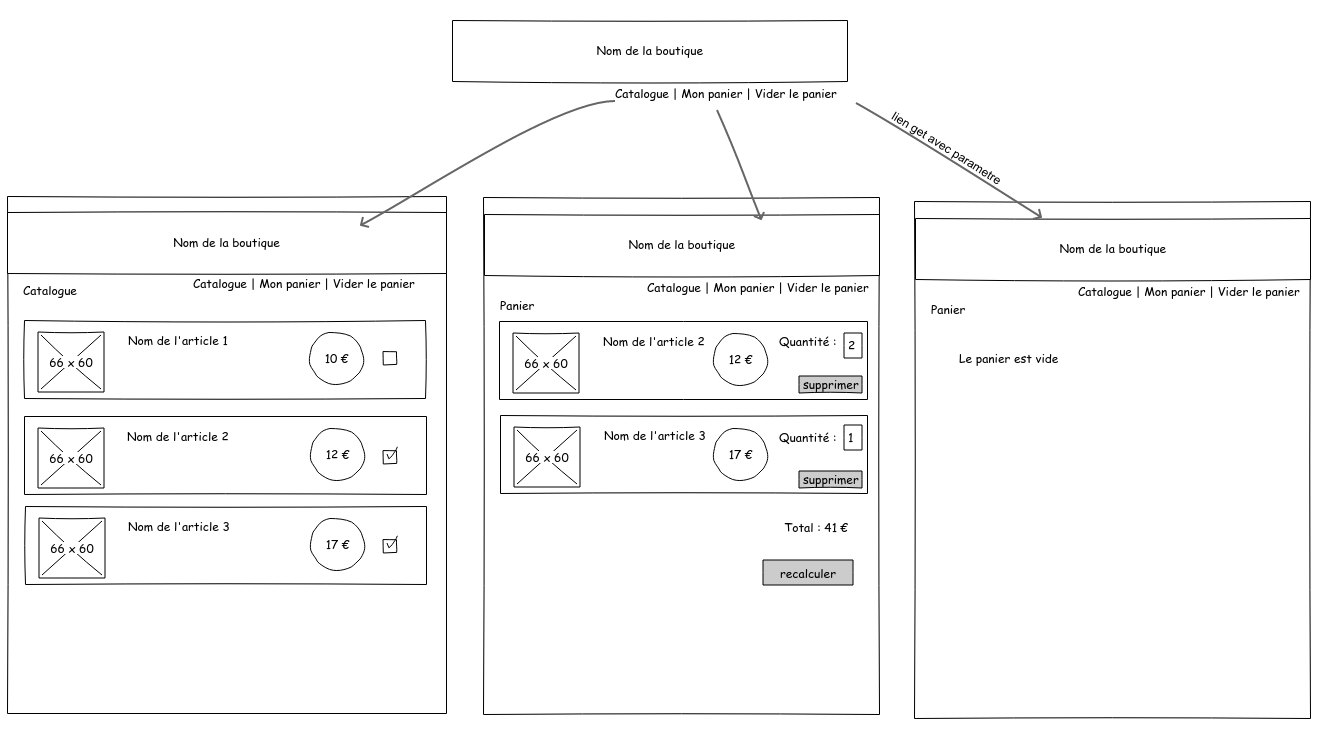 Nom de la boutique
Catalogue | Mon panier | Vider le panier
lien get avec parametre
Nom de la boutique
Catalogue | Mon panier | Vider le panier
Catalogue
66 x 60
Nom de l'article 1
10 €
66 x 60
Nom de l'article 2
12 €
66 x 60
Nom de l'article 3
17 €
Nom de la boutique
Catalogue | Mon panier | Vider le panier
Panier
66 x 60
Nom de l'article 2
12 €
Quantité : 2
supprimer
66 x 60
Nom de l'article 3
17 €
Quantité : 1
supprimer
Total : 41 €
recalculer
Nom de la boutique
Catalogue | Mon panier | Vider le panier
Panier
Le panier est vide